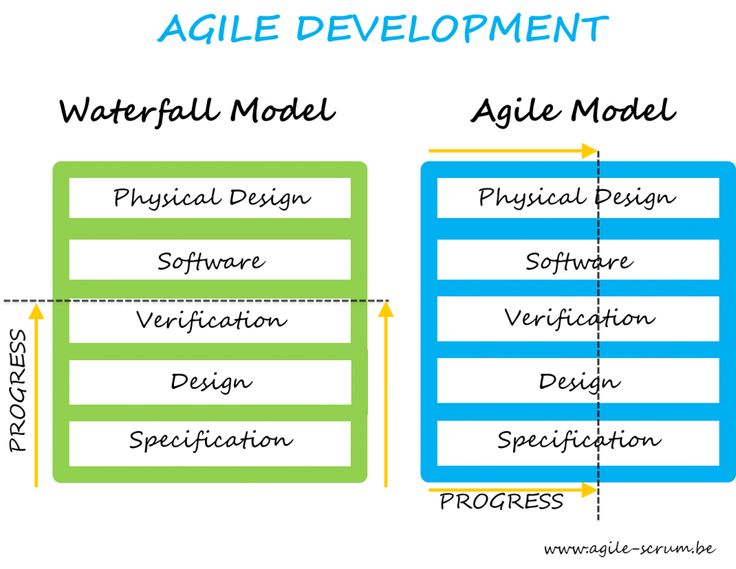 AGILE DEVELOPMENT
Waterfall Model
Physical Design
Software
Verification
Design
Specification
PROGRESS
Agile Model
Physical Design
Software
Verification
Design
Specification
PROGRESS
www.agile-scrum.be